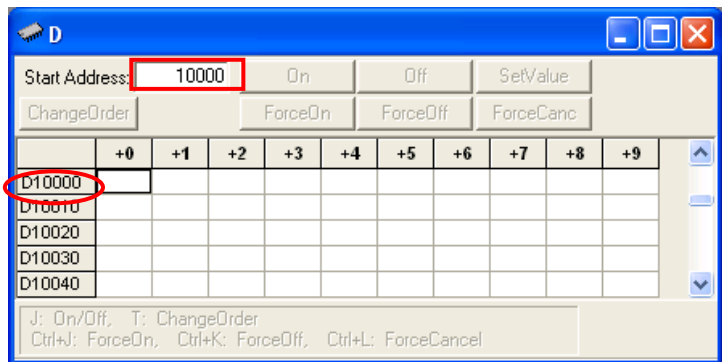 D
Start Address: 10000 On Off SetValue
ChangeOrder ForceOn ForceOff ForceCanc
+0 +1 +2 +3 +4 +5 +6 +7 +8 +9
D10000
D10010
D10020
D10030
D10040
J: On/Off, T: ChangeOrder
Ctrl+J: ForceOn, Ctrl+K: ForceOff, Ctrl+L: ForceCancel